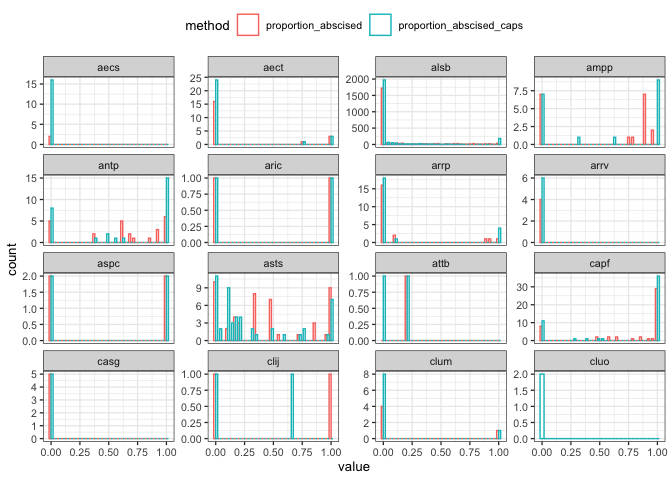 method proportion_abscised proportion_abscised_caps
aecs aect alsb ampp
15 10 5 0
25 20 15 10 5 0
2000 1500 1000 500 0
7.5 5.0 2.5 0.0
antp aric arrp arrv
15 10 5 0
1.00 0.75 0.50 0.25 0.00
15 10 5 0
6 4 2 0
aspc asts attb capf
2.0 1.5 1.0 0.5 0.0
9 6 3 0
1.00 0.75 0.50 0.25 0.00
30 20 10 0
casg clij clum cluo
5 4 3 2 1 0
1.00 0.75 0.50 0.25 0.00
8 6 4 2 0
2.0 1.5 1.0 0.5 0.0
0.00 0.25 0.50 0.75 1.00 0.00 0.25 0.50 0.75 1.00 0.00 0.25 0.50 0.75 1.00 0.00 0.25 0.50 0.75 1.00
count
value